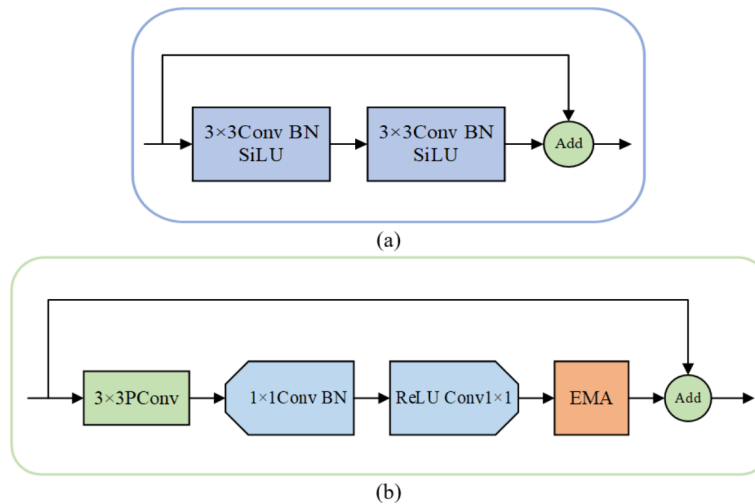 3×3Conv BN
SiLU
3×3Conv BN
SiLU
Add
(a)
3×3PConv
1×1Conv BN
ReLU Conv1×1
EMA
Add
(b)